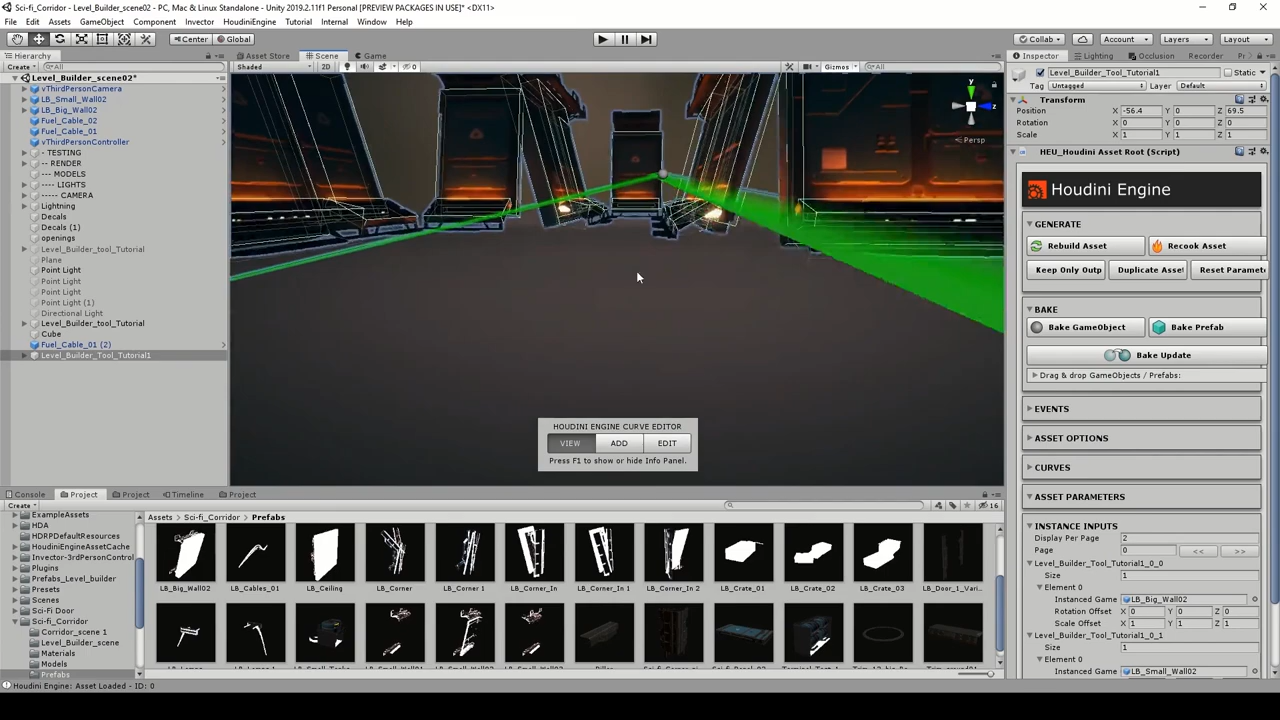 Sci-fi_Corridor - Level_Builder_scene02 - PC, Mac & Linux Standalone - Unity 2019.2.11f1 Personal [PREVIEW PACKAGES IN USE]* <DX11>
File Edit Assets GameObject Component Invector HoudiniEngine Tutorial Internal Window Help
Center Global Collab Account Layers Layout
Hierarchy Asset Store Scene Game Inspector Lighting Occlusion Recorder
Create All Shaded 2D 0 Gizmos All
Level_Builder_scene02*
vThirdPersonCamera
LB_Small_Wall02
LB_Big_Wall02
Fuel_Cable_02
Fuel_Cable_01
vThirdPersonController
- TESTING
-- RENDER
--- MODELS
---- LIGHTS
---- CAMERA
Lightning
Decals
Decals (1)
openings
Level_Builder_tool_Tutorial
Plane
Point Light
Point Light
Point Light
Point Light (1)
Directional Light
Level_Builder_tool_Tutorial
Cube
Fuel_Cable_01 (2)
Level_Builder_Tool_Tutorial1
y
z
Persp
HOUDINI ENGINE CURVE EDITOR
VIEW ADD EDIT
Press F1 to show or hide Info Panel.
Level_Builder_Tool_Tutorial1 Static
Tag Untagged Layer Default
Transform
Position X -56.4 Y 0 Z 69.5
Rotation X 0 Y 0 Z 0
Scale X 1 Y 1 Z 1
HEU_Houdini Asset Root (Script)
Houdini Engine
GENERATE
Rebuild Asset Recook Asset
Keep Only Outp Duplicate Asset Reset Paramet
BAKE
Bake GameObject Bake Prefab
Bake Update
Drag & drop GameObjects / Prefabs:
EVENTS
ASSET OPTIONS
CURVES
ASSET PARAMETERS
INSTANCE INPUTS
Display Per Page 2
Page 0 << >>
Level_Builder_Tool_Tutorial1_0_0
Size 1
Element 0
Instanced Game LB_Big_Wall02
Rotation Offset X 0 Y 0 Z 0
Scale Offset X 1 Y 1 Z 1
Level_Builder_Tool_Tutorial1_0_1
Size 1
Element 0
Instanced Game LB_Small_Wall02
Console Project Project Timeline Project
Create 16
Assets Sci-fi_Corridor Prefabs
ExampleAssets
HDA
HDRPDefaultResources
HoudiniEngineAssetCache
Invector-3rdPersonControl
Plugins
Prefabs_Level_builder
Presets
Scenes
Sci-Fi Door
Sci-fi_Corridor
Corridor_scene 1
Level_Builder_scene
Materials
Models
Prefabs
LB_Big_Wall02 LB_Cables_01 LB_Ceiling LB_Corner LB_Corner_In 1 LB_Corner_In LB_Corner_In 2 LB_Crate_01 LB_Crate_02 LB_Crate_03 LB_Door_1_Vari...
Houdini Engine: Asset Loaded - ID: 0